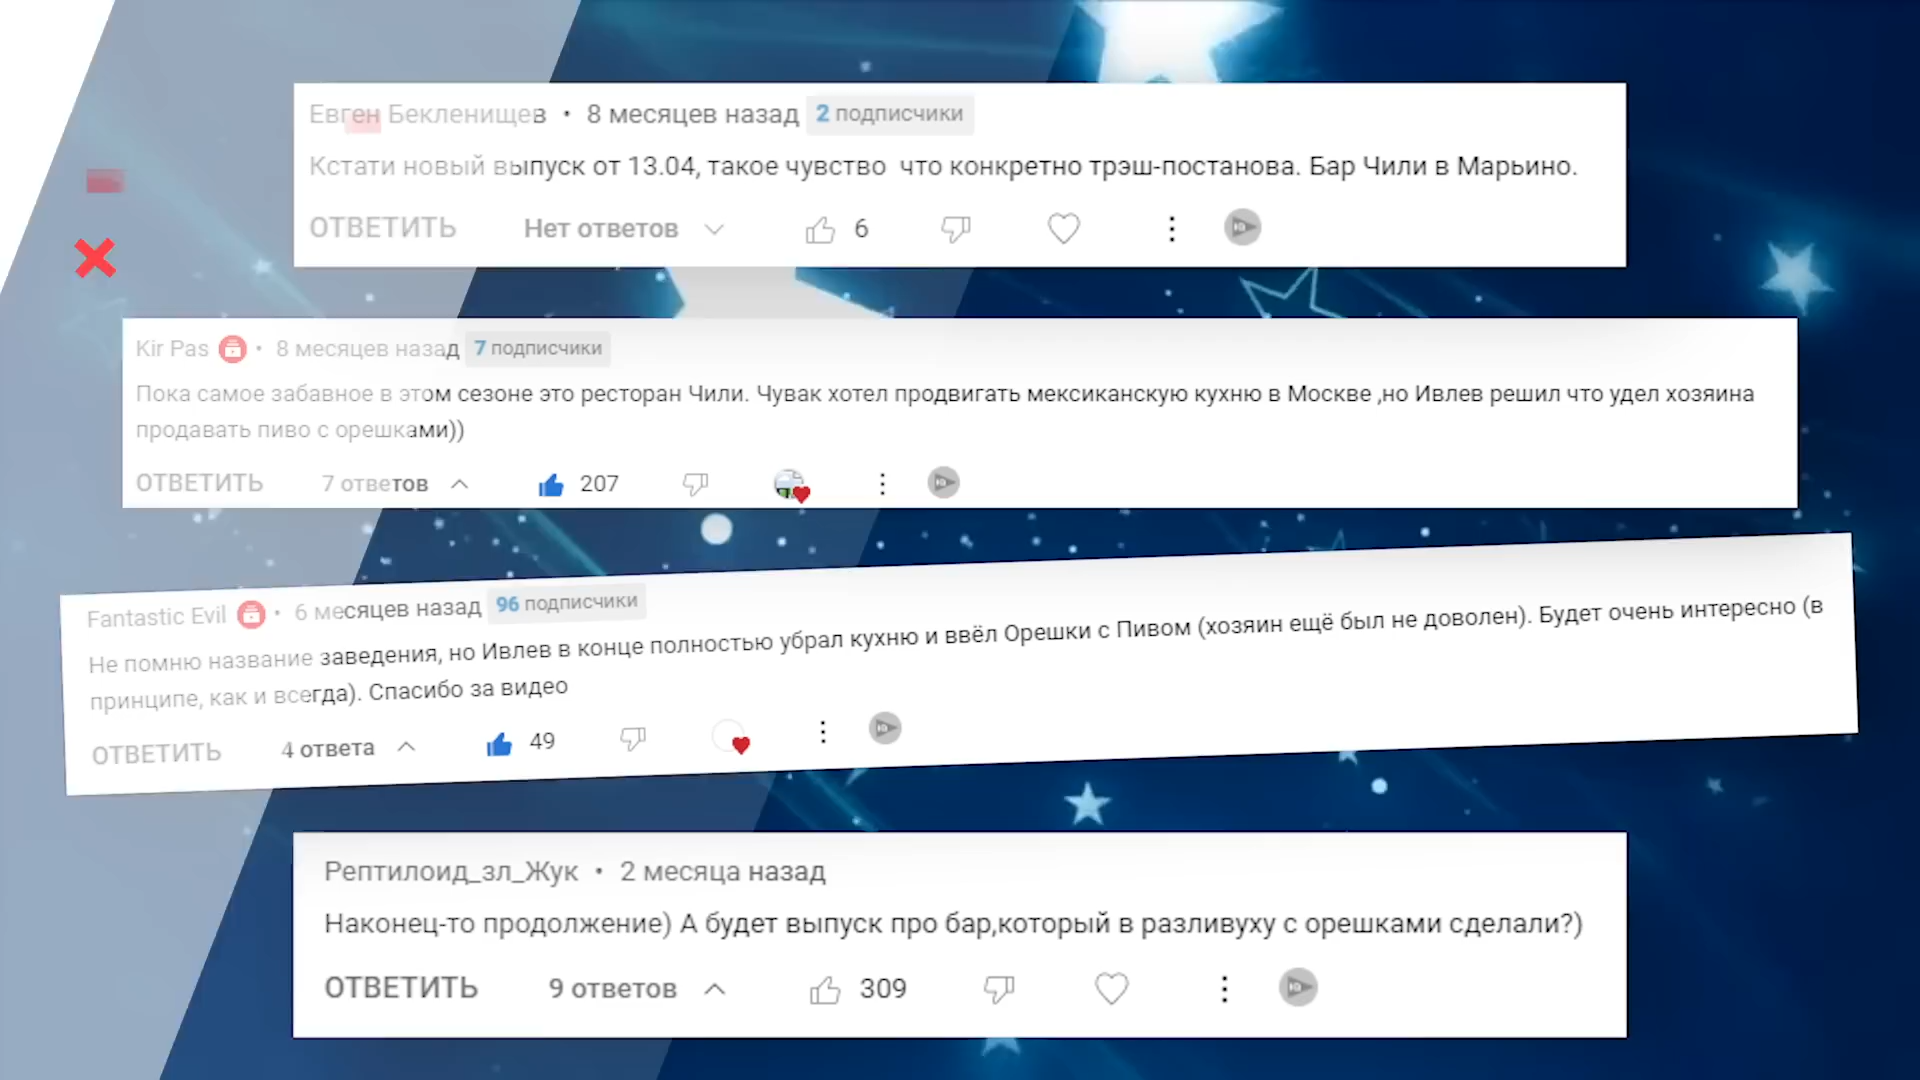 Евген Бекленищев • 8 месяцев назад 2 подписчики
Кстати новый выпуск от 13.04, такое чувство что конкретно трэш-постанова. Бар Чили в Марьино.
ОТВЕТИТЬ Нет ответов 6
Kir Pas • 8 месяцев назад 7 подписчики
Пока самое забавное в этом сезоне это ресторан Чили. Чувак хотел продвигать мексиканскую кухню в Москве ,но Ивлев решил что удел хозяина
продавать пиво с орешками))
ОТВЕТИТЬ 7 ответов 207
Fantastic Evil • 6 месяцев назад 96 подписчики
Не помню название заведения, но Ивлев в конце полностью убрал кухню и ввёл Орешки с Пивом (хозяин ещё был не доволен). Будет очень интересно (в
принципе, как и всегда). Спасибо за видео
ОТВЕТИТЬ 4 ответа 49
Рептилоид_зл_Жук • 2 месяца назад
Наконец-то продолжение) А будет выпуск про бар,который в разливуху с орешками сделали?)
ОТВЕТИТЬ 9 ответов 309